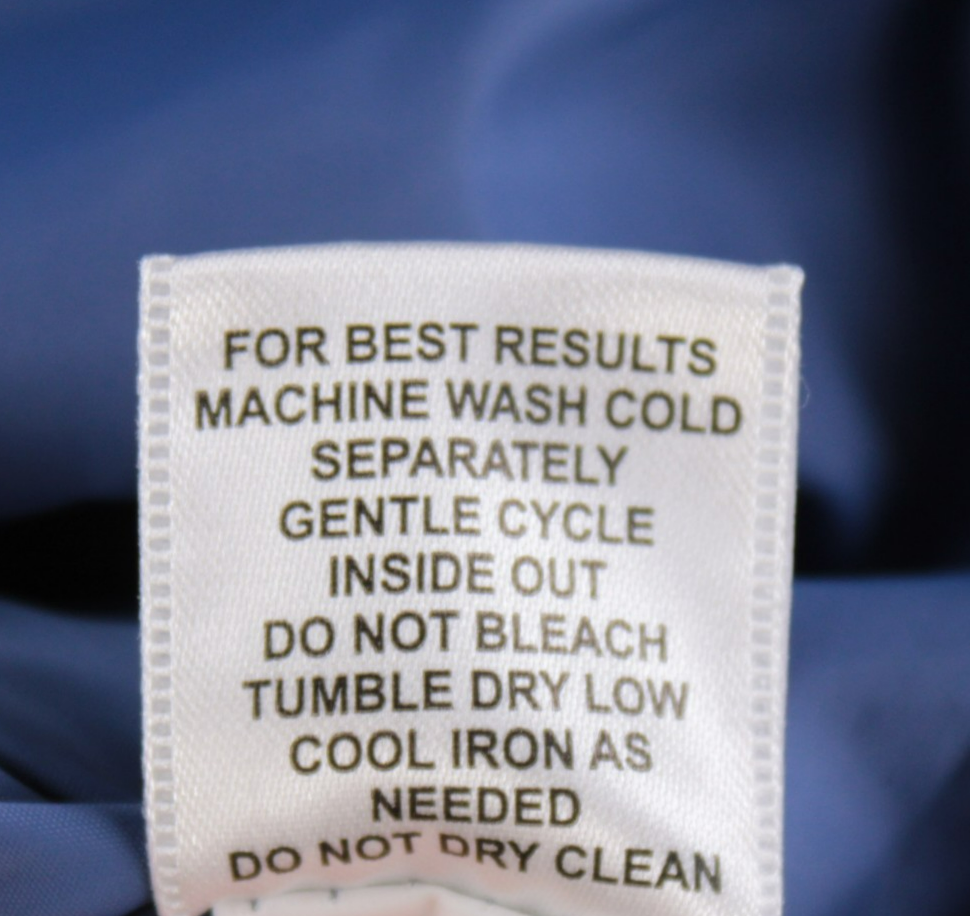 FOR BEST RESULTS
MACHINE WASH COLD
SEPARATELY
GENTLE CYCLE
INSIDE OUT
DO NOT BLEACH
TUMBLE DRY LOW
COOL IRON AS
NEEDED
DO NOT DRY CLEAN